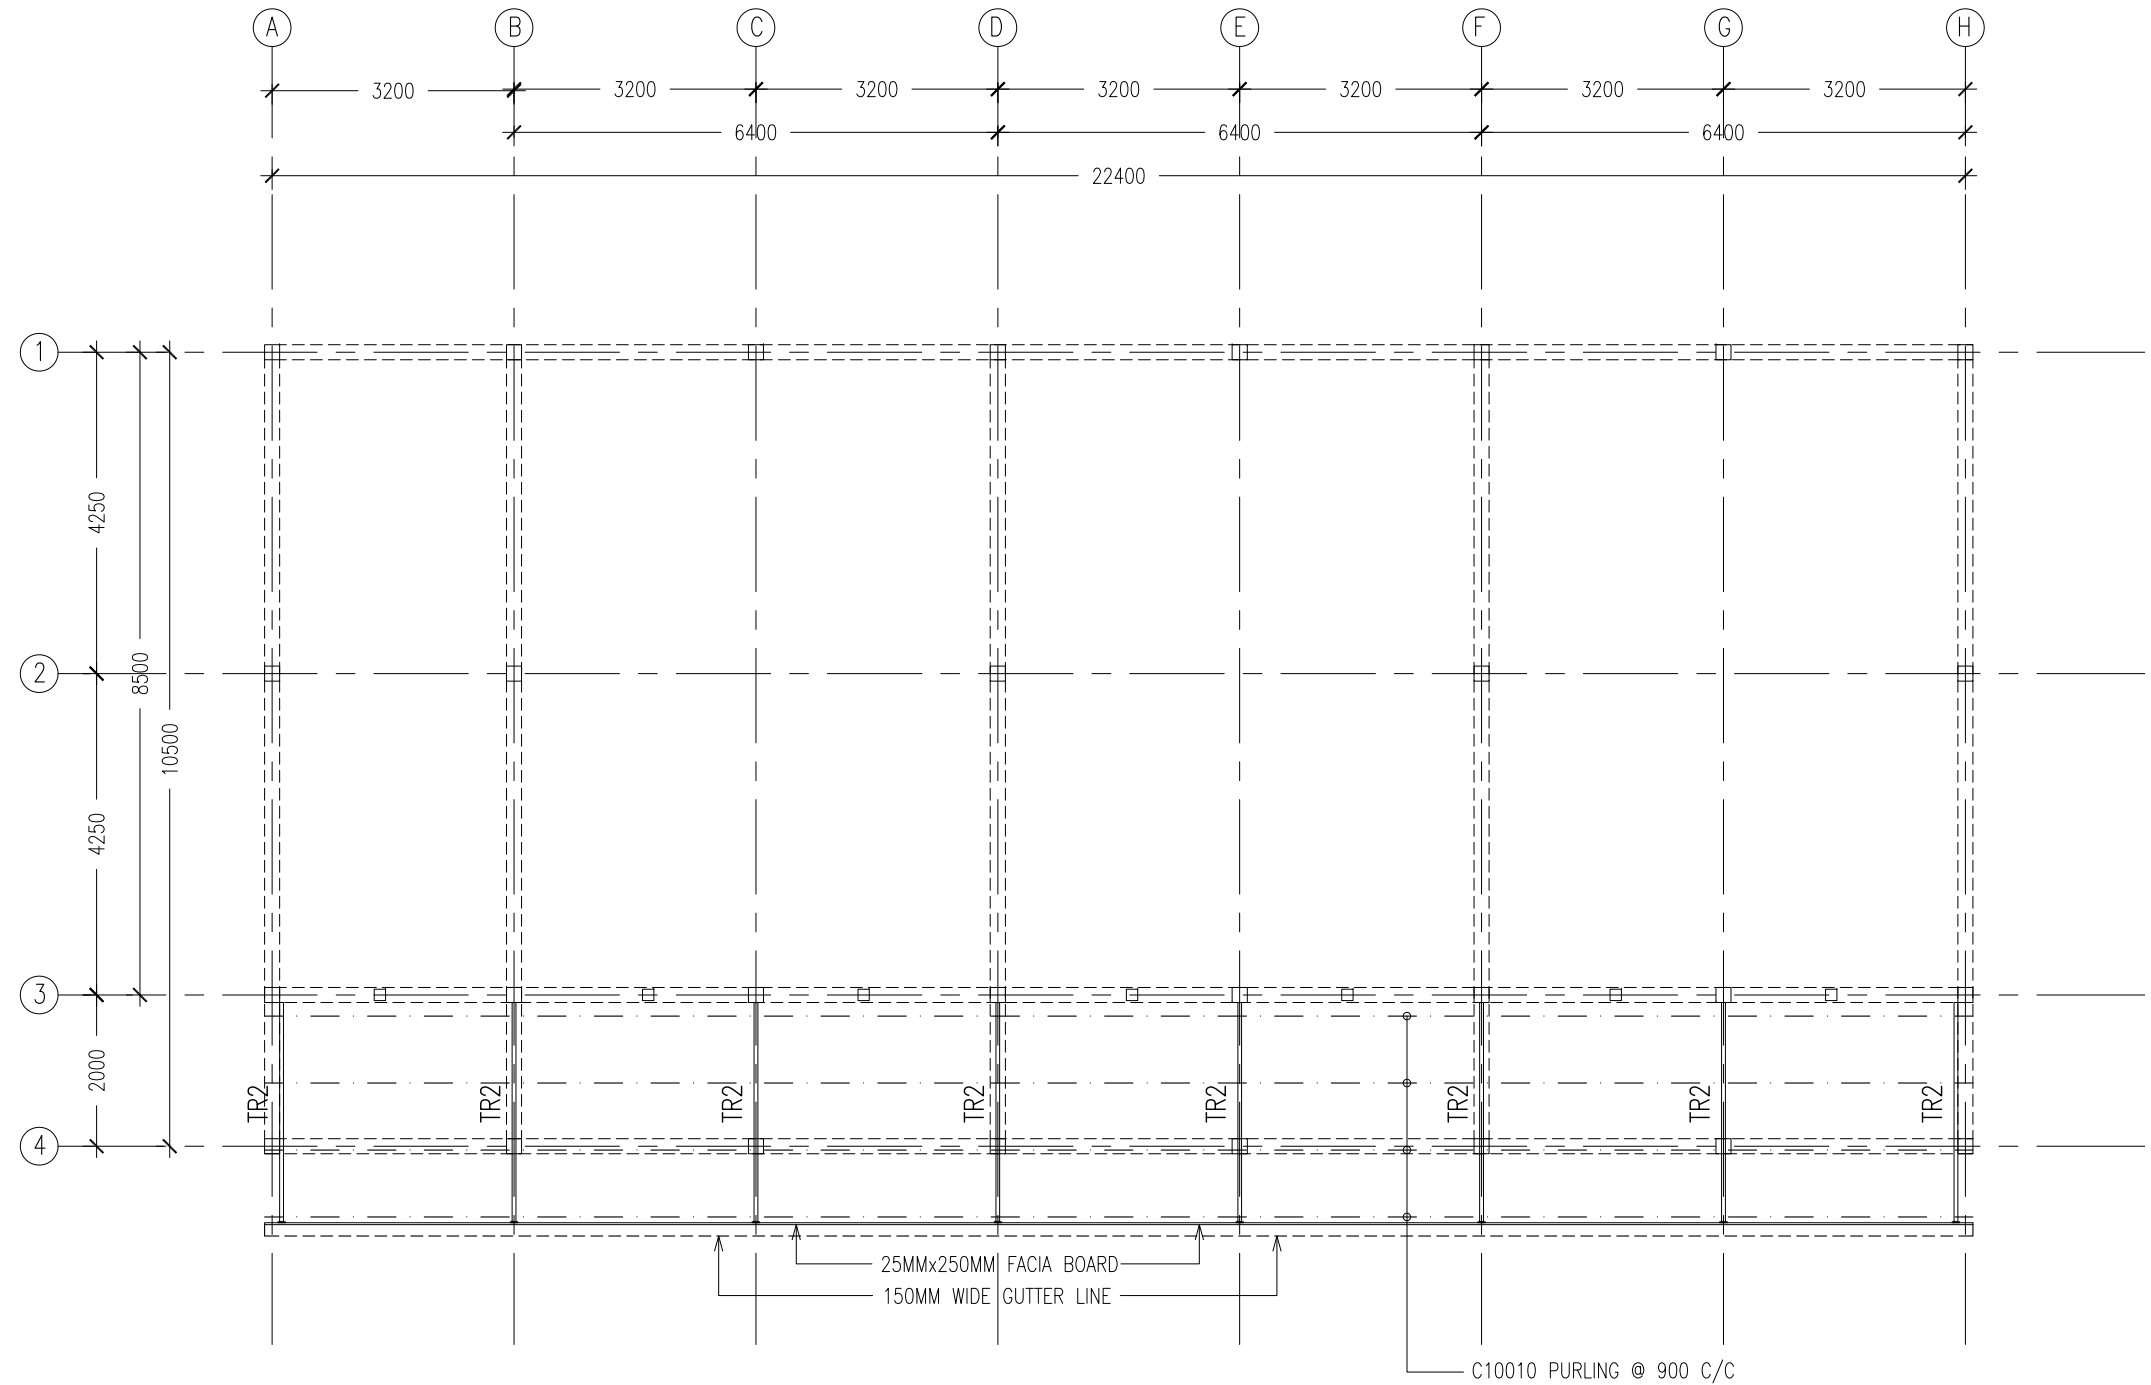 A B C D E F G H
3200 3200 3200 3200 3200 3200 3200
6400 6400 6400
22400
1
4250
2
8500
10500
4250
3
2000
TR2 TR2 TR2 TR2 TR2 TR2 TR2 TR2
4
25MMx250MM FACIA BOARD
150MM WIDE GUTTER LINE
C10010 PURLING @ 900 C/C